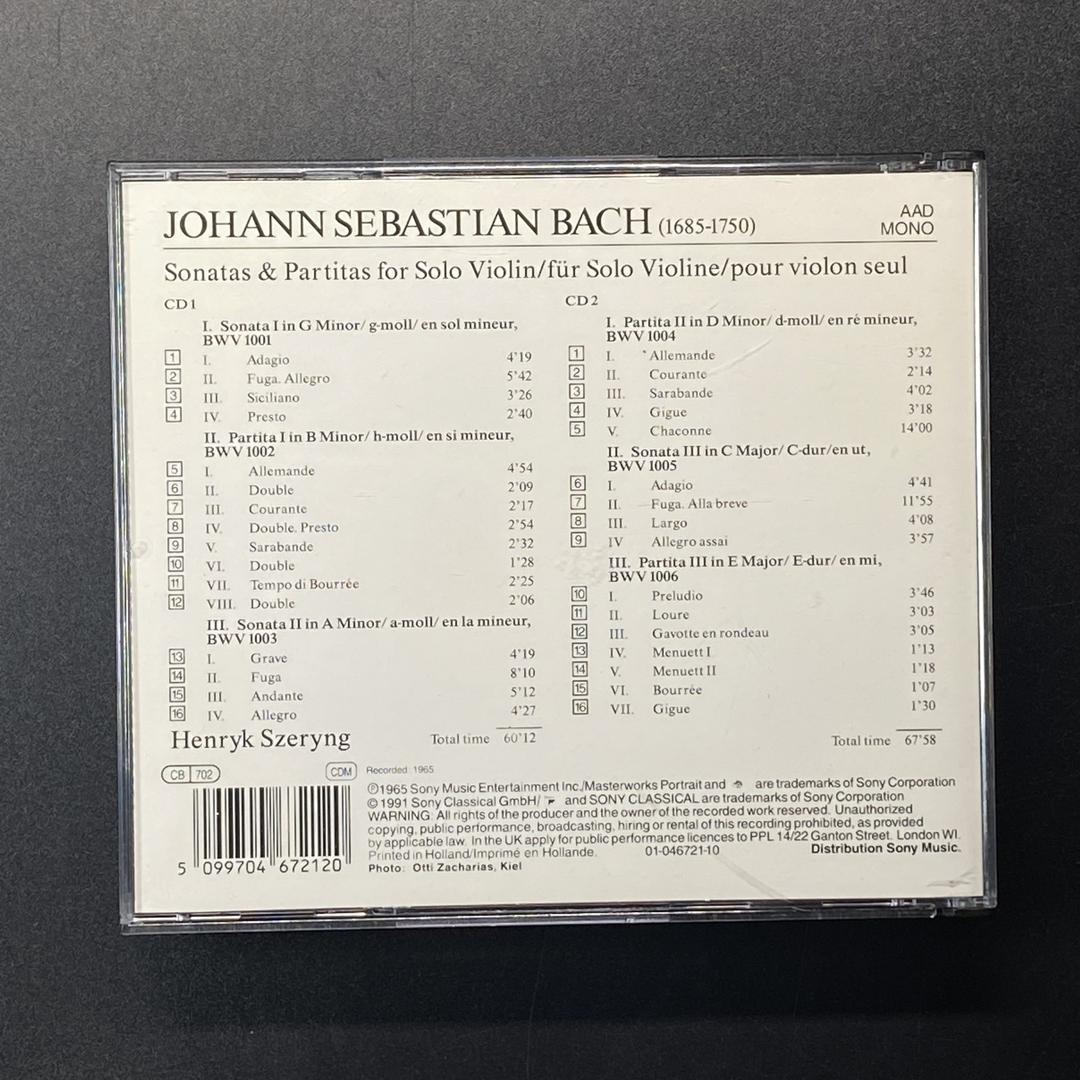 JOHANN SEBASTIAN BACH (1685-1750)
AAD
MONO
Sonatas & Partitas for Solo Violin/für Solo Violine/pour violon seul
CD 1
I. Sonata I in G Minor/ g-moll/ en sol mineur,
BWV 1001
1 I. Adagio 4'19
2 II. Fuga. Allegro 5'42
3 III. Siciliano 3'26
4 IV. Presto 2'40
II. Partita I in B Minor/ h-moll/ en si mineur,
BWV 1002
5 I. Allemande 4'54
6 II. Double 2'09
7 III. Courante 2'17
8 IV. Double. Presto 2'54
9 V. Sarabande 2'32
10 VI. Double 1'28
11 VII. Tempo di Bourrée 2'25
12 VIII. Double 2'06
III. Sonata II in A Minor/ a-moll/ en la mineur,
BWV 1003
13 I. Grave 4'19
14 II. Fuga 8'10
15 III. Andante 5'12
16 IV. Allegro 4'27
Henryk Szeryng
Total time 60'12
CD 2
I. Partita II in D Minor/ d-moll/ en ré mineur,
BWV 1004
1 I. Allemande 3'32
2 II. Courante 2'14
3 III. Sarabande 4'02
4 IV. Gigue 3'18
5 V. Chaconne 14'00
II. Sonata III in C Major/ C-dur/en ut,
BWV 1005
6 I. Adagio 4'41
7 II. Fuga. Alla breve 11'55
8 III. Largo 4'08
9 IV Allegro assai 3'57
III. Partita III in E Major/ E-dur/ en mi,
BWV 1006
10 I. Preludio 3'46
11 II. Loure 3'03
12 III. Gavotte en rondeau 3'05
13 IV. Menuett I 1'13
14 V. Menuett II 1'18
15 VI. Bourrée 1'07
16 VII. Gigue 1'30
Total time 67'58
CB 702
CDM
Recorded: 1965
℗1965 Sony Music Entertainment Inc./Masterworks Portrait and are trademarks of Sony Corporation
© 1991 Sony Classical GmbH/ and SONY CLASSICAL are trademarks of Sony Corporation
WARNING: All rights of the producer and the owner of the recorded work reserved. Unauthorized
copying, public performance, broadcasting, hiring or rental of this recording prohibited, as provided
by applicable law. In the UK apply for public performance licences to PPL 14/22 Ganton Street. London WI.
Printed in Holland/Imprimé en Hollande. 01-046721-10 Distribution Sony Music.
Photo: Otti Zacharias, Kiel
5 099704 672120